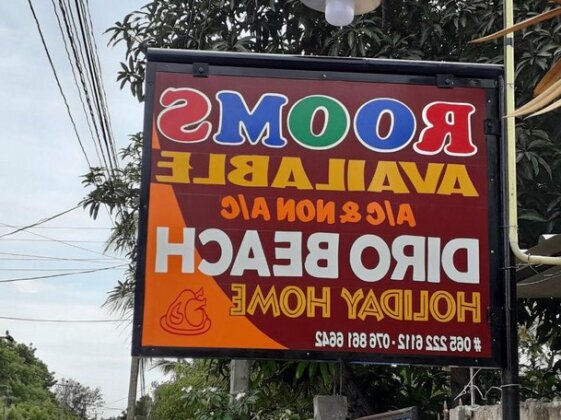 ROOMS
AVAILABLE
A/C & NON A/C
DIRO BEACH
HOLIDAY HOME
# 065 222 6112 - 076 861 6642